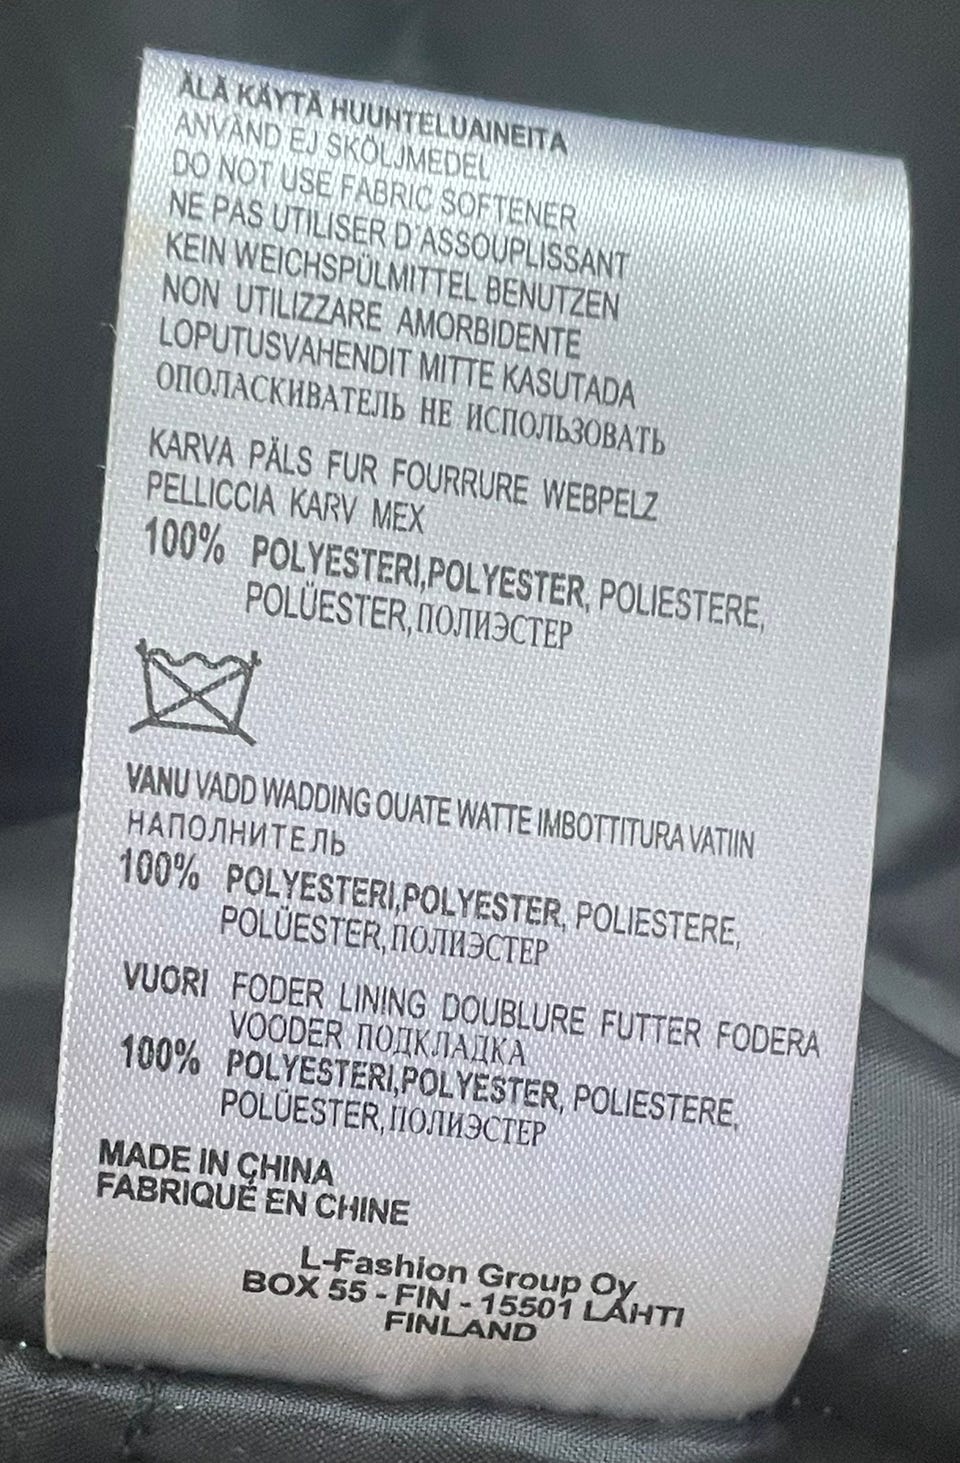 ÄLÄ KÄYTÄ HUUHTELUAINEITA
ANVÄND EJ SKÖLJMEDEL
DO NOT USE FABRIC SOFTENER
NE PAS UTILISER D'ASSOUPLISSANT
KEIN WEICHSPÜLMITTEL BENUTZEN
NON UTILIZZARE AMORBIDENTE
LOPUTUSVAHENDIT MITTE KASUTADA
ОПОЛАСКИВАТЕЛЬ НЕ ИСПОЛЬЗОВАТЬ
KARVA PÄLS FUR FOURRURE WEBPELZ
PELLICCIA KARV MEX
100% POLYESTERI,POLYESTER, POLIESTERE,
POLÜESTER,ПОЛИЭСТЕР
VANU VADD WADDING OUATE WATTE IMBOTTITURA VATIIN
НАПОЛНИТЕЛЬ
100% POLYESTERI,POLYESTER, POLIESTERE,
POLÜESTER,ПОЛИЭСТЕР
VUORI FODER LINING DOUBLURE FUTTER FODERA
VOODER ПОДКЛАДКА
100% POLYESTERI,POLYESTER, POLIESTERE,
POLÜESTER,ПОЛИЭСТЕР
MADE IN CHINA
FABRIQUÉ EN CHINE
L-Fashion Group Oy
BOX 55 - FIN - 15501 LAHTI
FINLAND